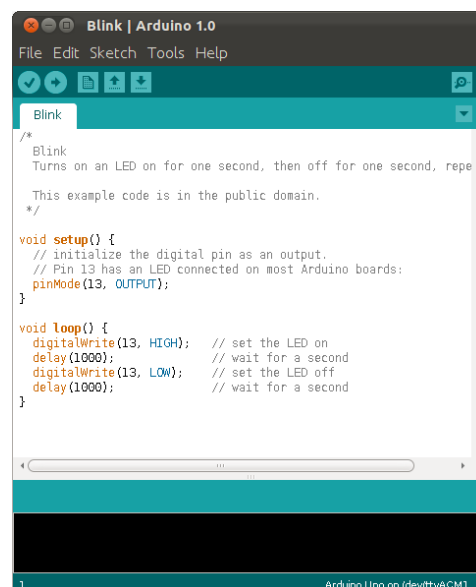 Blink | Arduino 1.0
File Edit Sketch Tools Help
Blink
/*
  Blink
  Turns on an LED on for one second, then off for one second, repe

  This example code is in the public domain.
 */

void setup() {
  // initialize the digital pin as an output.
  // Pin 13 has an LED connected on most Arduino boards:
  pinMode(13, OUTPUT);
}

void loop() {
  digitalWrite(13, HIGH);   // set the LED on
  delay(1000);              // wait for a second
  digitalWrite(13, LOW);    // set the LED off
  delay(1000);              // wait for a second
}
1 Arduino Uno on /dev/ttyACM1